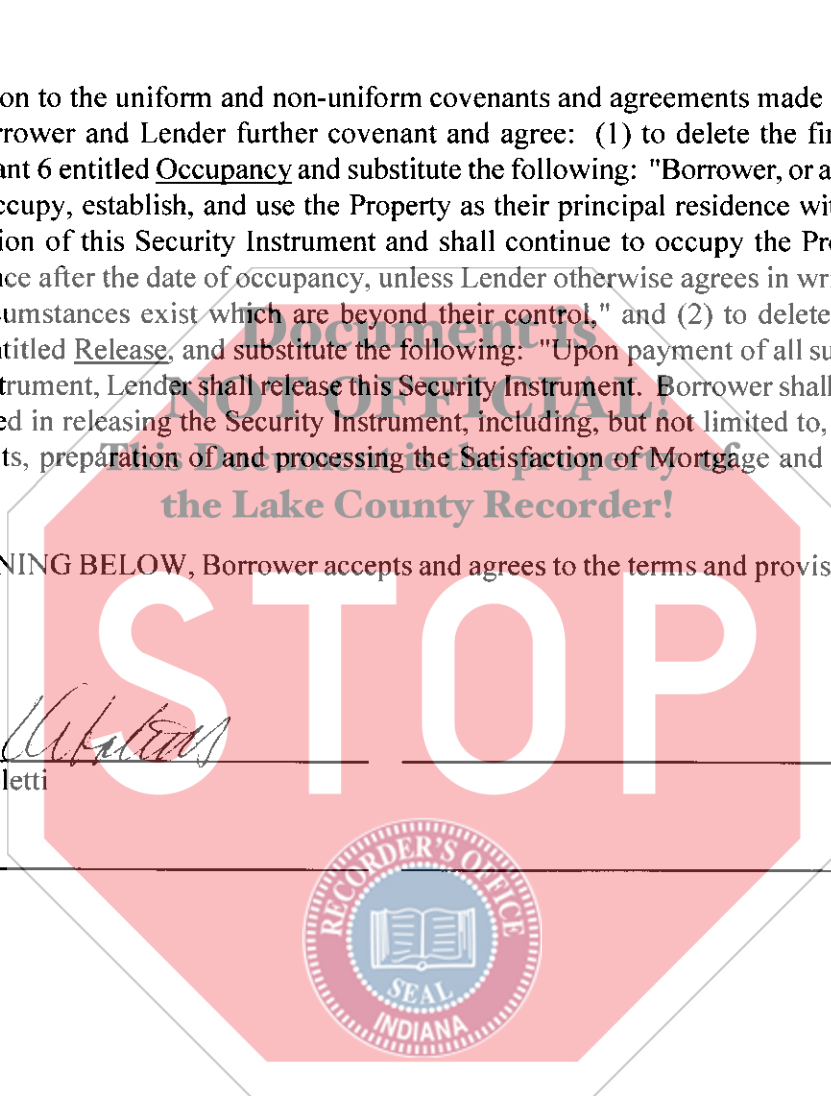 on to the uniform and non-uniform covenants and agreements made
rrower and Lender further covenant and agree: (1) to delete the fir
ant 6 entitled Occupancy and substitute the following: "Borrower, or a
ccupy, establish, and use the Property as their principal residence wit
ion of this Security Instrument and shall continue to occupy the Pro
nce after the date of occupancy, unless Lender otherwise agrees in wri
umstances exist which are beyond their control," and (2) to delete
Document is
ntitled Release, and substitute the following: "Upon payment of all su
trument, Lender shall release this Security Instrument. Borrower shall
NOT OFFICIAL!
ed in releasing the Security Instrument, including, but not limited to,
ts, preparation of and processing the Satisfaction of Mortgage and
This Document is the property of
the Lake County Recorder!
NING BELOW, Borrower accepts and agrees to the terms and provis
STOP
letti
RECORDER'S OFFICE
SEAL
INDIANA